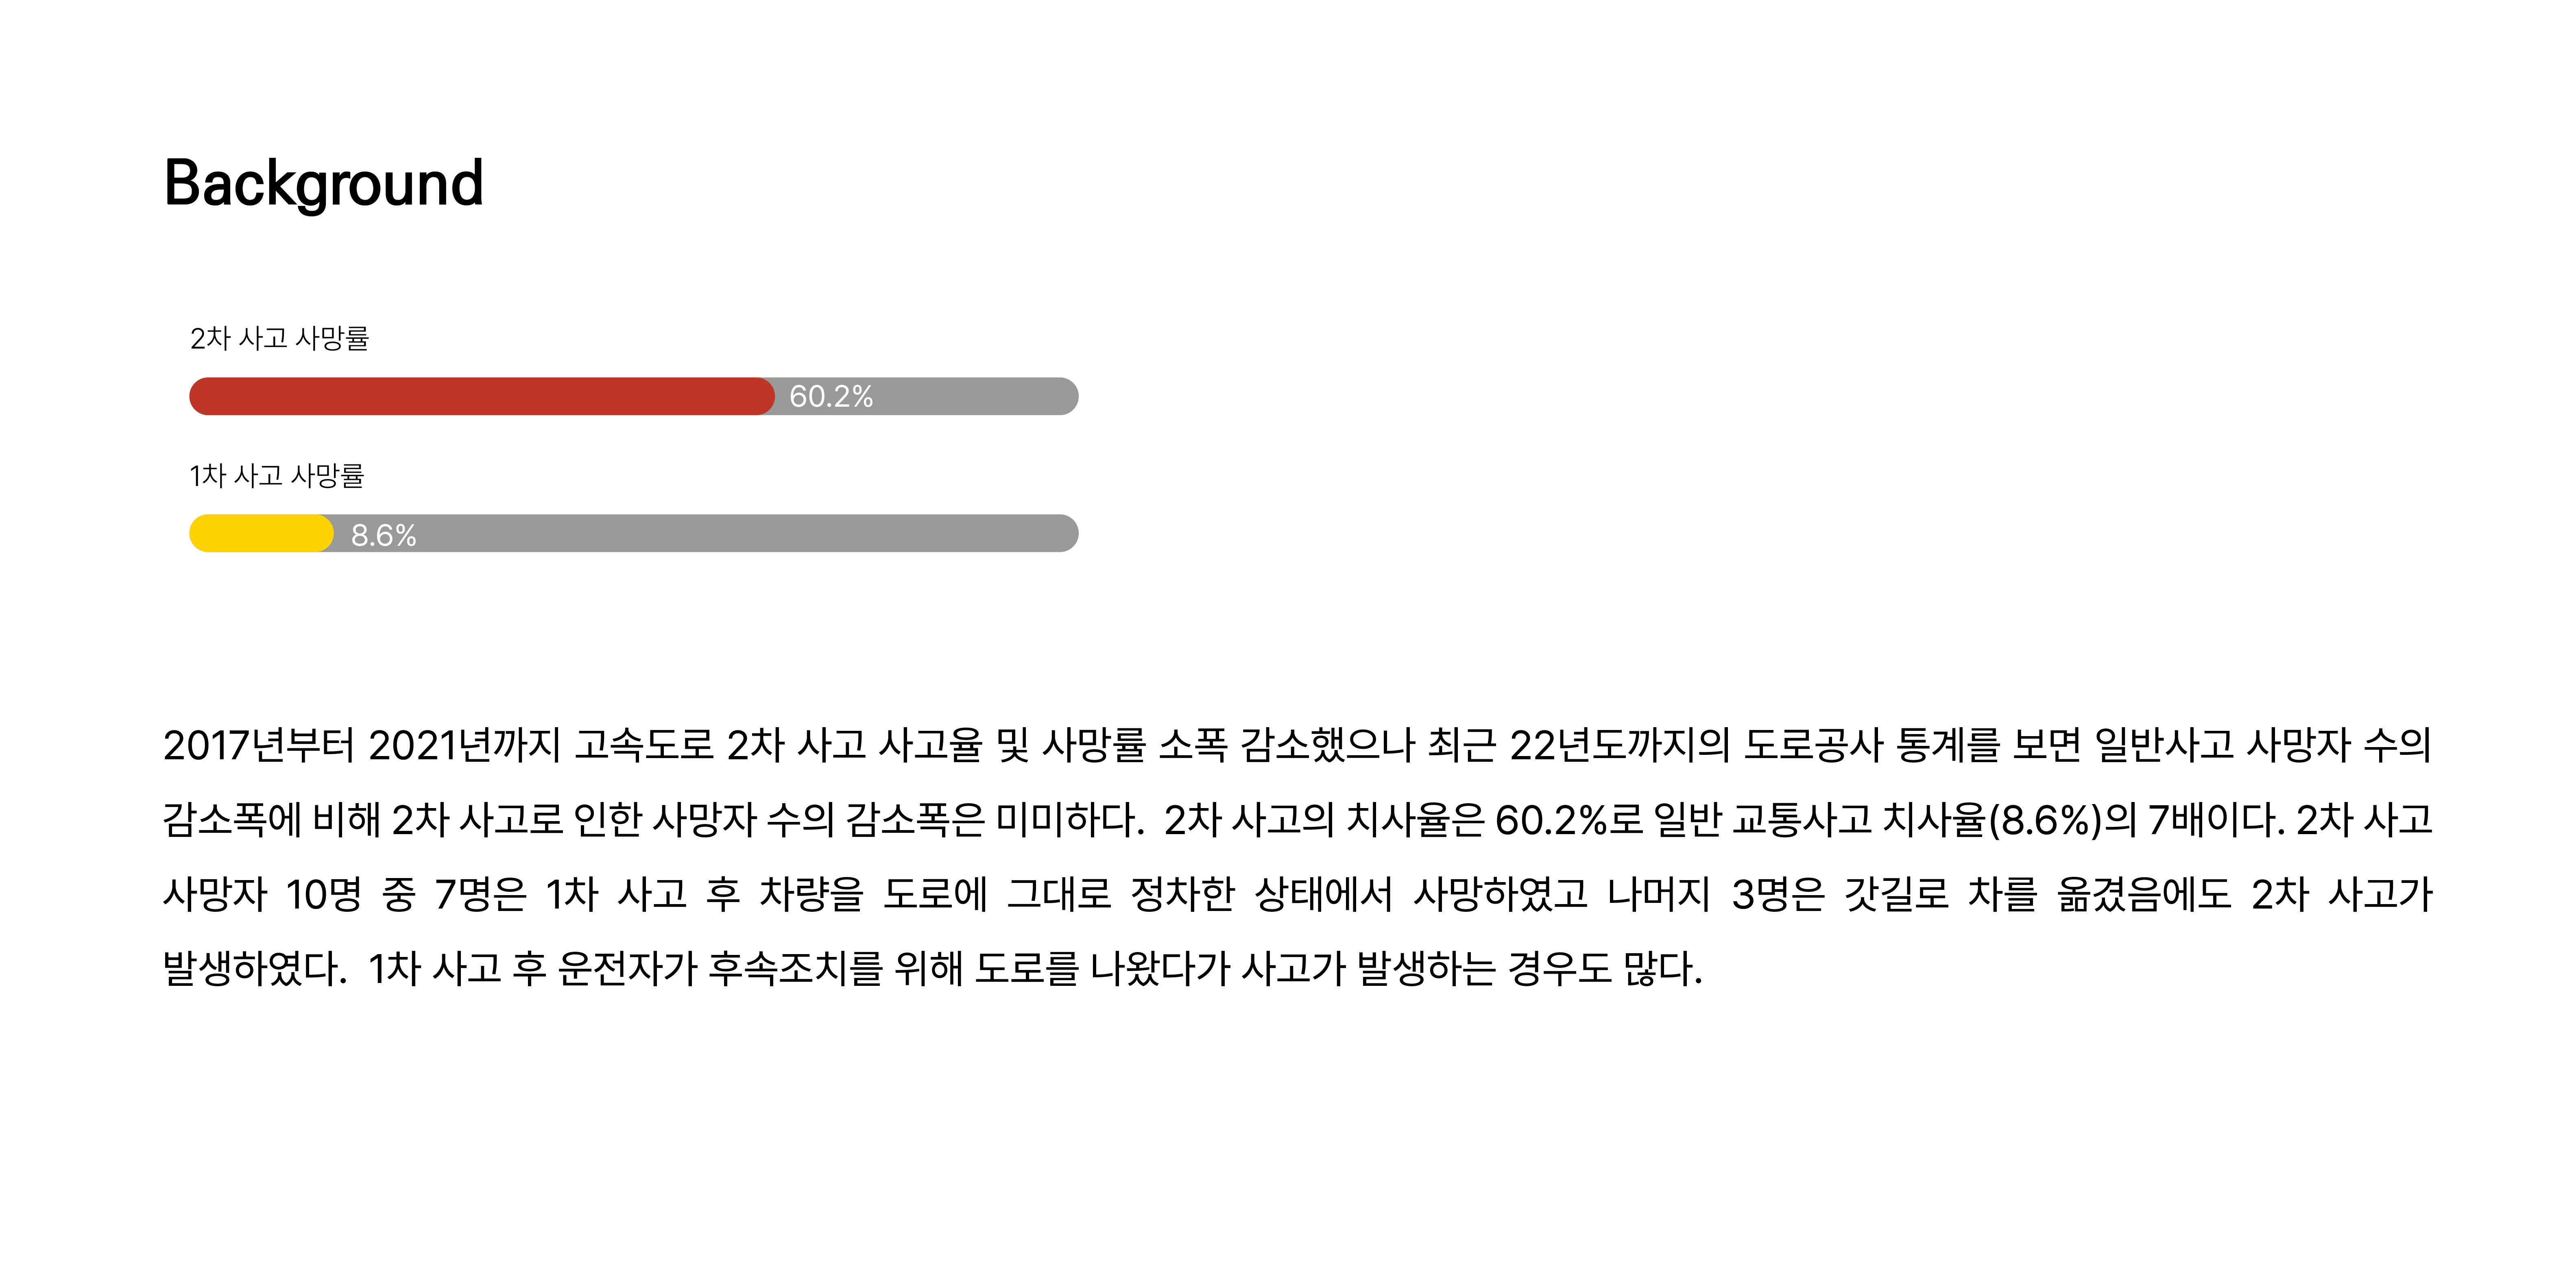 Background
2차 사고 사망률
60.2%
1차 사고 사망률
8.6%
2017년부터 2021년까지 고속도로 2차 사고 사고율 및 사망률 소폭 감소했으나 최근 22년도까지의 도로공사 통계를 보면 일반사고 사망자 수의
감소폭에 비해 2차 사고로 인한 사망자 수의 감소폭은 미미하다. 2차 사고의 치사율은 60.2%로 일반 교통사고 치사율(8.6%)의 7배이다. 2차 사고
사망자 10명 중 7명은 1차 사고 후 차량을 도로에 그대로 정차한 상태에서 사망하였고 나머지 3명은 갓길로 차를 옮겼음에도 2차 사고가
발생하였다. 1차 사고 후 운전자가 후속조치를 위해 도로를 나왔다가 사고가 발생하는 경우도 많다.